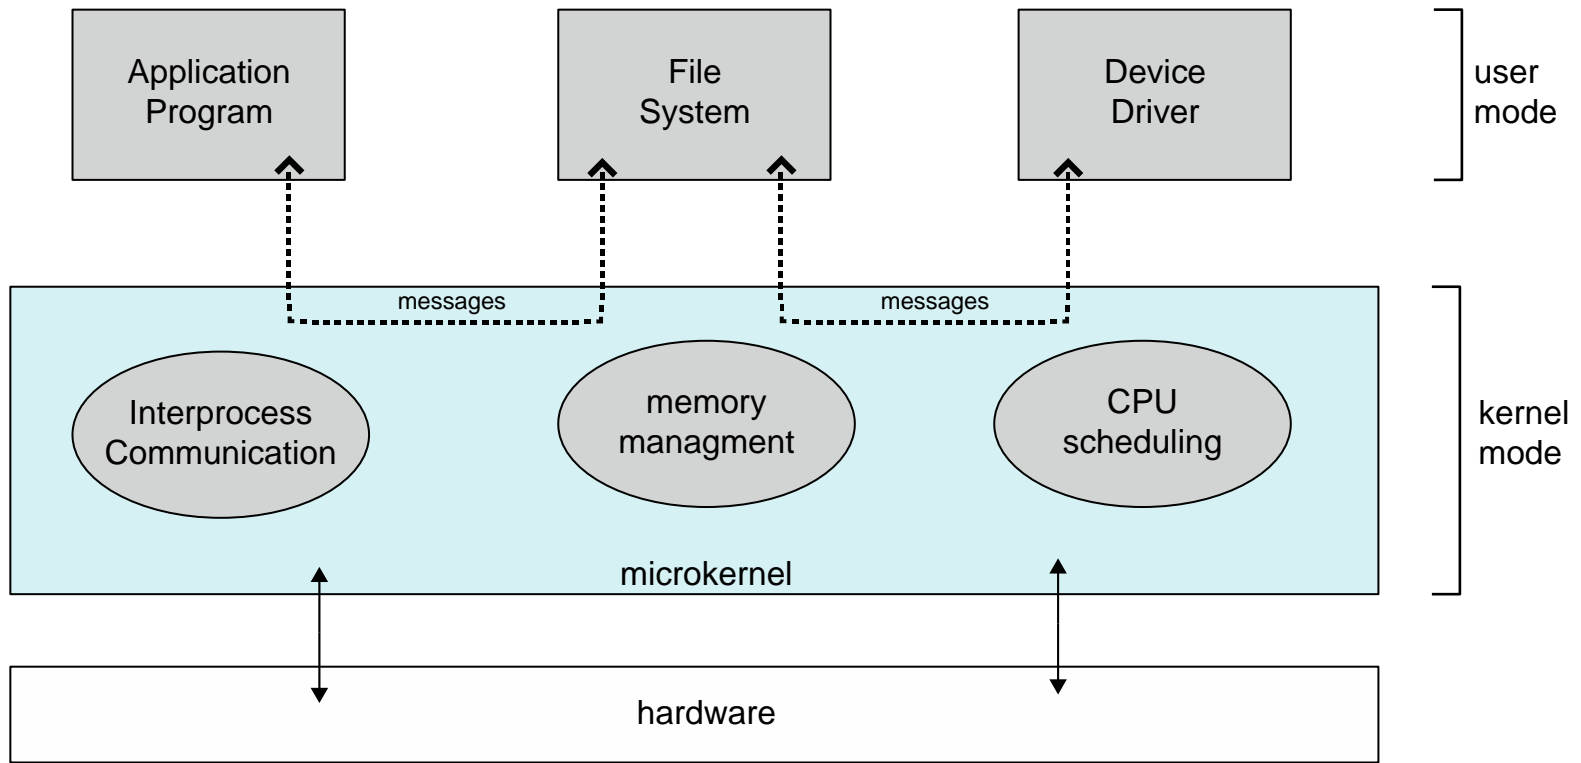 Application
Program
File
System
Device
Driver
user
mode
messages
messages
Interprocess
Communication
memory
managment
CPU
scheduling
kernel
mode
microkernel
hardware